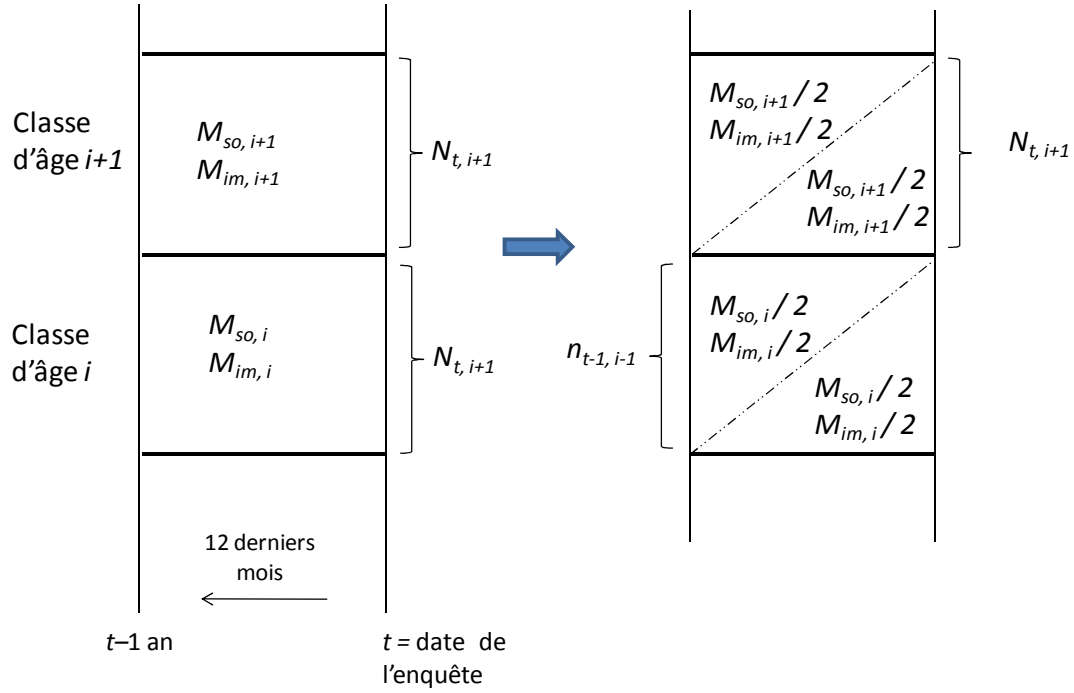 Classe
d'âge i+1
M_so, i+1
M_im, i+1
N_t, i+1
Classe
d'âge i
M_so, i
M_im, i
N_t, i+1
12 derniers
mois
t–1 an
t = date de
l'enquête
M_so, i+1 / 2
M_im, i+1 / 2
M_so, i+1 / 2
M_im, i+1 / 2
N_t, i+1
n_t-1, i-1
M_so, i / 2
M_im, i / 2
M_so, i / 2
M_im, i / 2